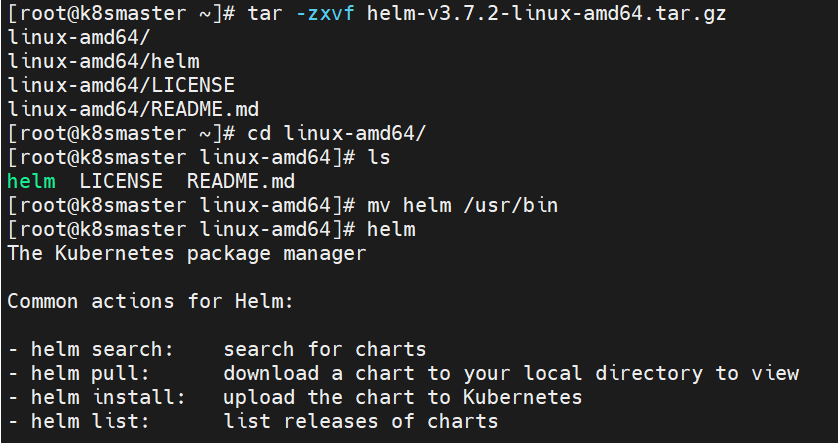 [root@k8smaster ~]# tar -zxvf helm-v3.7.2-linux-amd64.tar.gz
linux-amd64/
linux-amd64/helm
linux-amd64/LICENSE
linux-amd64/README.md
[root@k8smaster ~]# cd linux-amd64/
[root@k8smaster linux-amd64]# ls
helm  LICENSE  README.md
[root@k8smaster linux-amd64]# mv helm /usr/bin
[root@k8smaster linux-amd64]# helm
The Kubernetes package manager

Common actions for Helm:

- helm search:    search for charts
- helm pull:      download a chart to your local directory to view
- helm install:   upload the chart to Kubernetes
- helm list:      list releases of charts